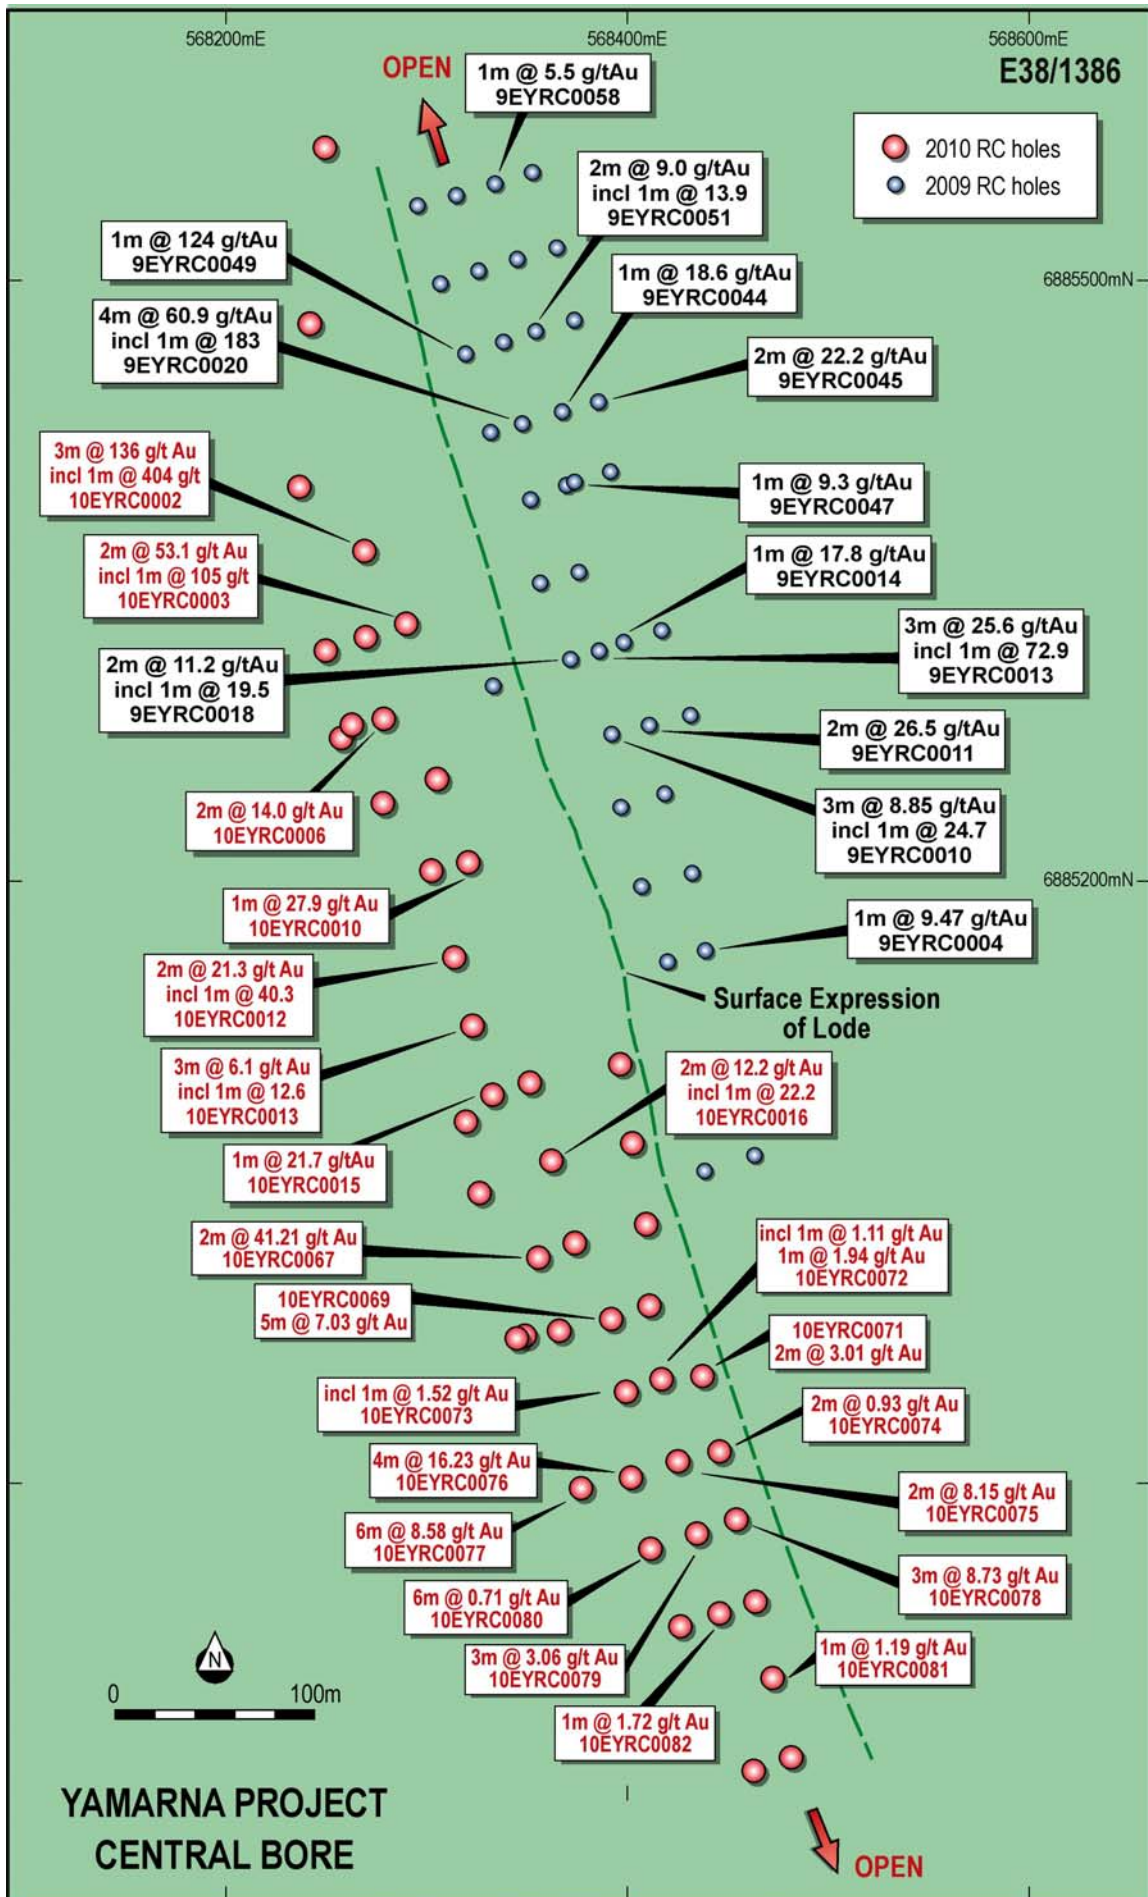 568200mE
568400mE
568600mE
OPEN
E38/1386
1m @ 5.5 g/tAu
9EYRC0058
2010 RC holes
2009 RC holes
2m @ 9.0 g/tAu
incl 1m @ 13.9
9EYRC0051
1m @ 124 g/tAu
9EYRC0049
1m @ 18.6 g/tAu
9EYRC0044
6885500mN
4m @ 60.9 g/tAu
incl 1m @ 183
9EYRC0020
2m @ 22.2 g/tAu
9EYRC0045
3m @ 136 g/t Au
incl 1m @ 404 g/t
10EYRC0002
1m @ 9.3 g/tAu
9EYRC0047
2m @ 53.1 g/t Au
incl 1m @ 105 g/t
10EYRC0003
1m @ 17.8 g/tAu
9EYRC0014
3m @ 25.6 g/tAu
incl 1m @ 72.9
9EYRC0013
2m @ 11.2 g/tAu
incl 1m @ 19.5
9EYRC0018
2m @ 26.5 g/tAu
9EYRC0011
2m @ 14.0 g/t Au
10EYRC0006
3m @ 8.85 g/tAu
incl 1m @ 24.7
9EYRC0010
6885200mN
1m @ 27.9 g/t Au
10EYRC0010
1m @ 9.47 g/tAu
9EYRC0004
2m @ 21.3 g/t Au
incl 1m @ 40.3
10EYRC0012
Surface Expression
of Lode
3m @ 6.1 g/t Au
incl 1m @ 12.6
10EYRC0013
2m @ 12.2 g/t Au
incl 1m @ 22.2
10EYRC0016
1m @ 21.7 g/tAu
10EYRC0015
2m @ 41.21 g/t Au
10EYRC0067
incl 1m @ 1.11 g/t Au
1m @ 1.94 g/t Au
10EYRC0072
10EYRC0069
5m @ 7.03 g/t Au
10EYRC0071
2m @ 3.01 g/t Au
incl 1m @ 1.52 g/t Au
10EYRC0073
2m @ 0.93 g/t Au
10EYRC0074
4m @ 16.23 g/t Au
10EYRC0076
2m @ 8.15 g/t Au
10EYRC0075
6m @ 8.58 g/t Au
10EYRC0077
3m @ 8.73 g/t Au
10EYRC0078
6m @ 0.71 g/t Au
10EYRC0080
3m @ 3.06 g/t Au
10EYRC0079
1m @ 1.19 g/t Au
10EYRC0081
N
0 100m
1m @ 1.72 g/t Au
10EYRC0082
YAMARNA PROJECT
CENTRAL BORE
OPEN